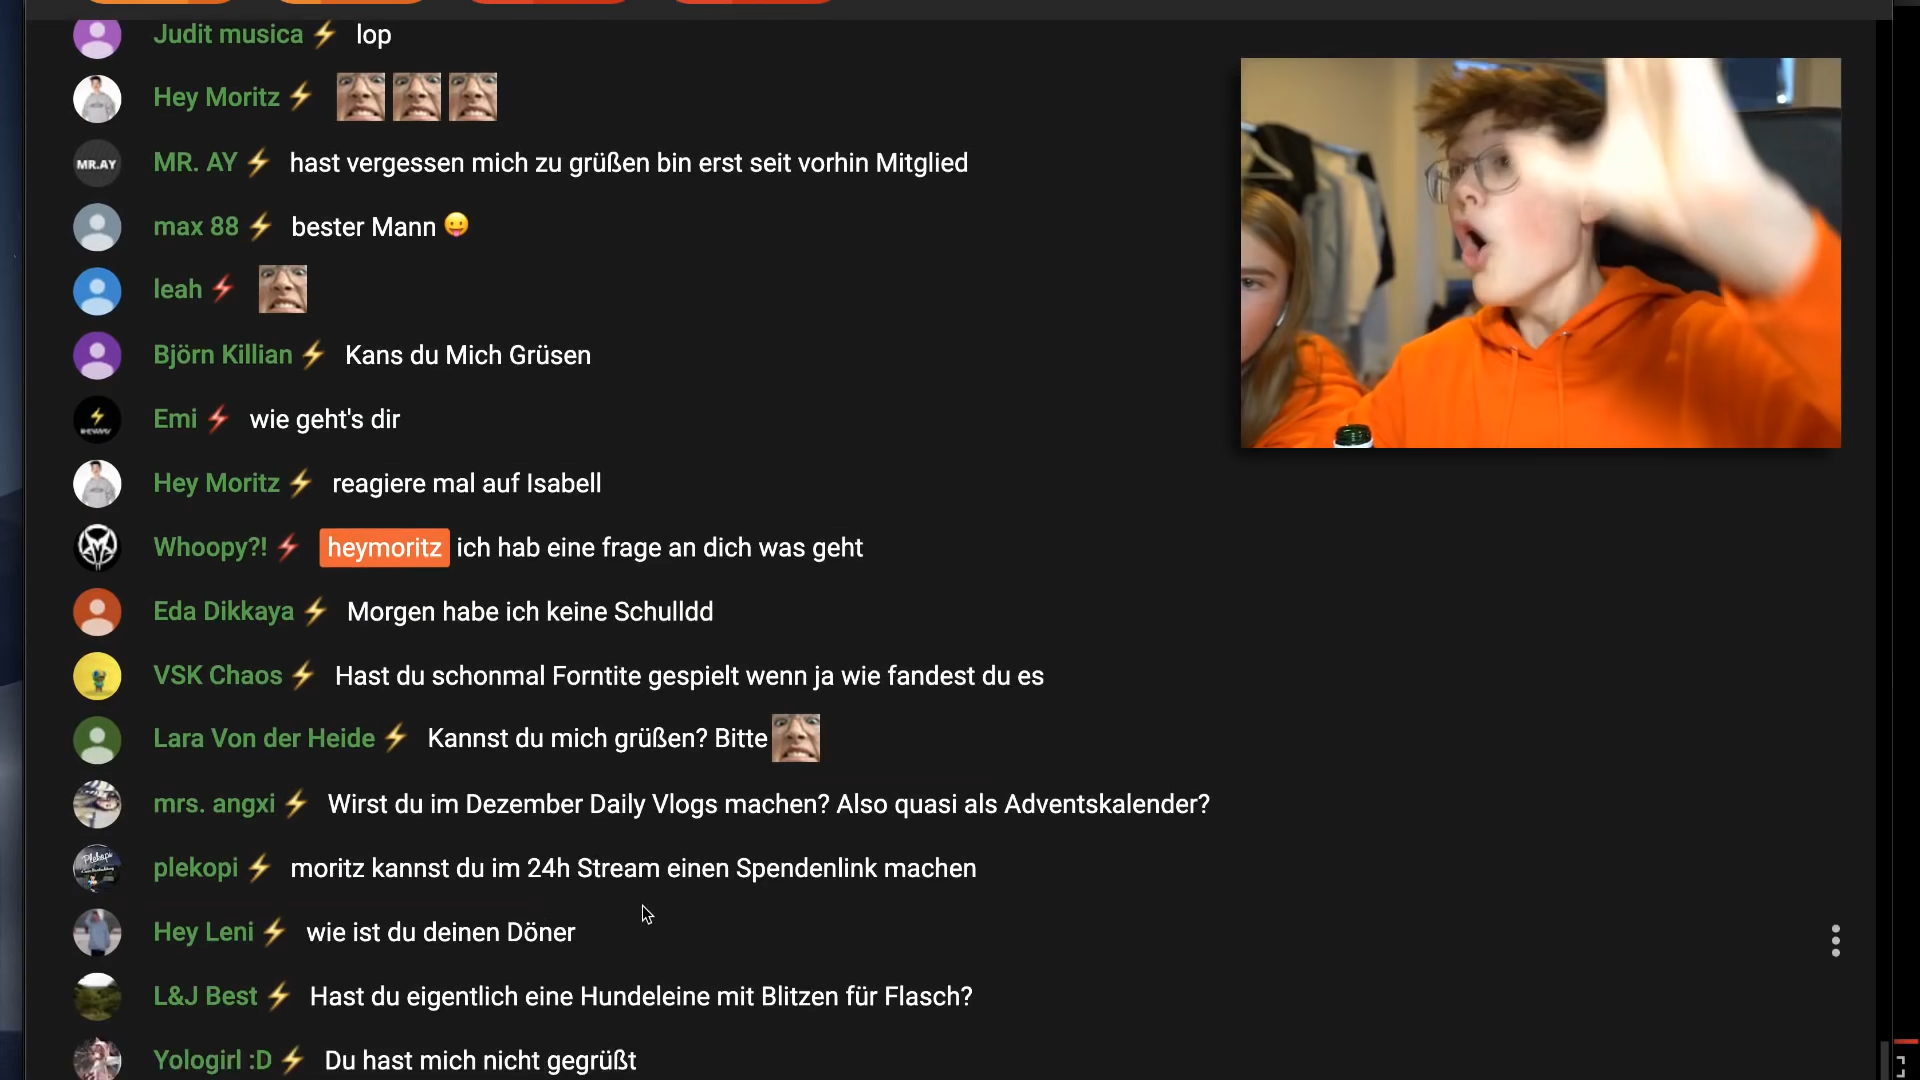 Judit musica lop
Hey Moritz
MR.AY MR. AY hast vergessen mich zu grüßen bin erst seit vorhin Mitglied
max 88 bester Mann 😛
leah
Björn Killian Kans du Mich Grüsen
Emi wie geht's dir
Hey Moritz reagiere mal auf Isabell
Whoopy?! heymoritz ich hab eine frage an dich was geht
Eda Dikkaya Morgen habe ich keine Schulldd
VSK Chaos Hast du schonmal Forntite gespielt wenn ja wie fandest du es
Lara Von der Heide Kannst du mich grüßen? Bitte
mrs. angxi Wirst du im Dezember Daily Vlogs machen? Also quasi als Adventskalender?
plekopi moritz kannst du im 24h Stream einen Spendenlink machen
Hey Leni wie ist du deinen Döner
L&J Best Hast du eigentlich eine Hundeleine mit Blitzen für Flasch?
Yologirl :D Du hast mich nicht gegrüßt